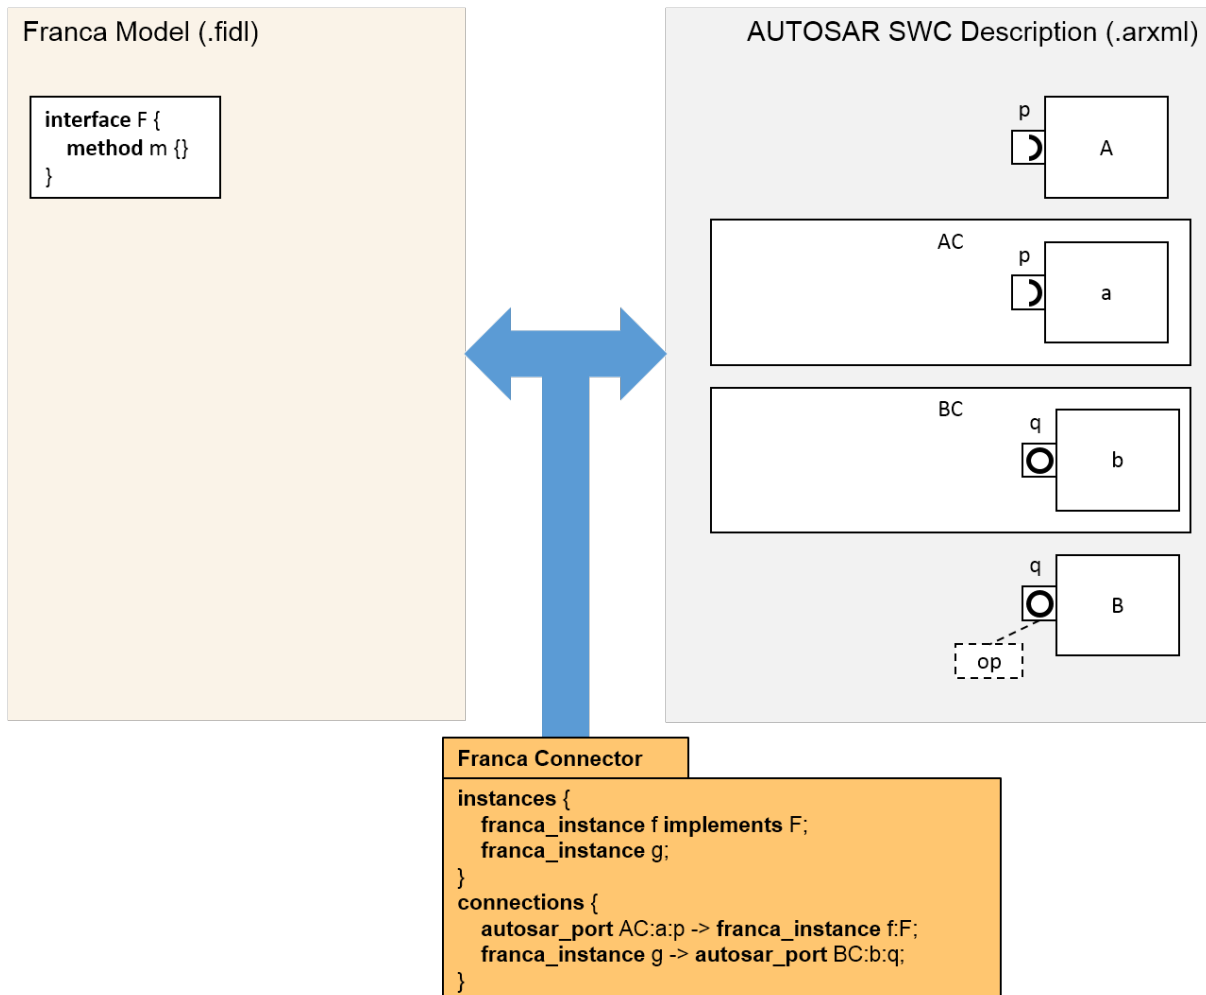 Franca Model (.fidl)
interface F {
method m {}
}
AUTOSAR SWC Description (.arxml)
p
A
AC
p
a
BC
q
b
q
B
op
Franca Connector
instances {
franca_instance f implements F;
franca_instance g;
}
connections {
autosar_port AC:a:p -> franca_instance f:F;
franca_instance g -> autosar_port BC:b:q;
}